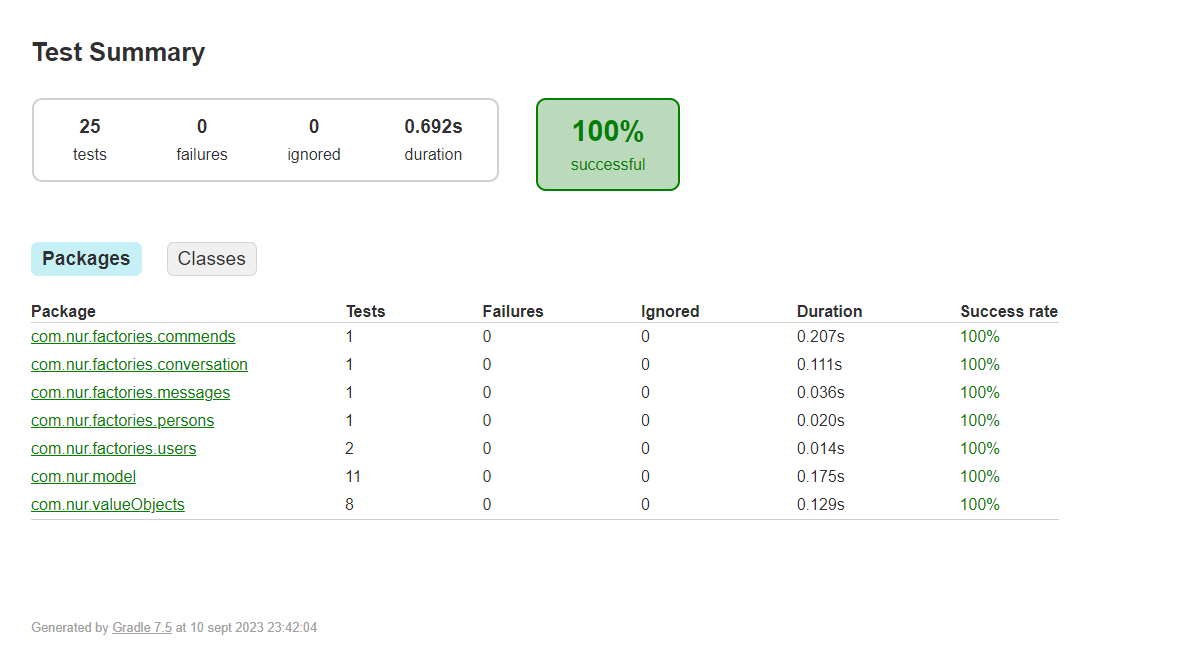 Test Summary
25 0 0 0.692s 100%
tests failures ignored duration successful
Packages Classes
Package Tests Failures Ignored Duration Success rate
com.nur.factories.commends 1 0 0 0.207s 100%
com.nur.factories.conversation 1 0 0 0.111s 100%
com.nur.factories.messages 1 0 0 0.036s 100%
com.nur.factories.persons 1 0 0 0.020s 100%
com.nur.factories.users 2 0 0 0.014s 100%
com.nur.model 11 0 0 0.175s 100%
com.nur.valueObjects 8 0 0 0.129s 100%
Generated by Gradle 7.5 at 10 sept 2023 23:42:04